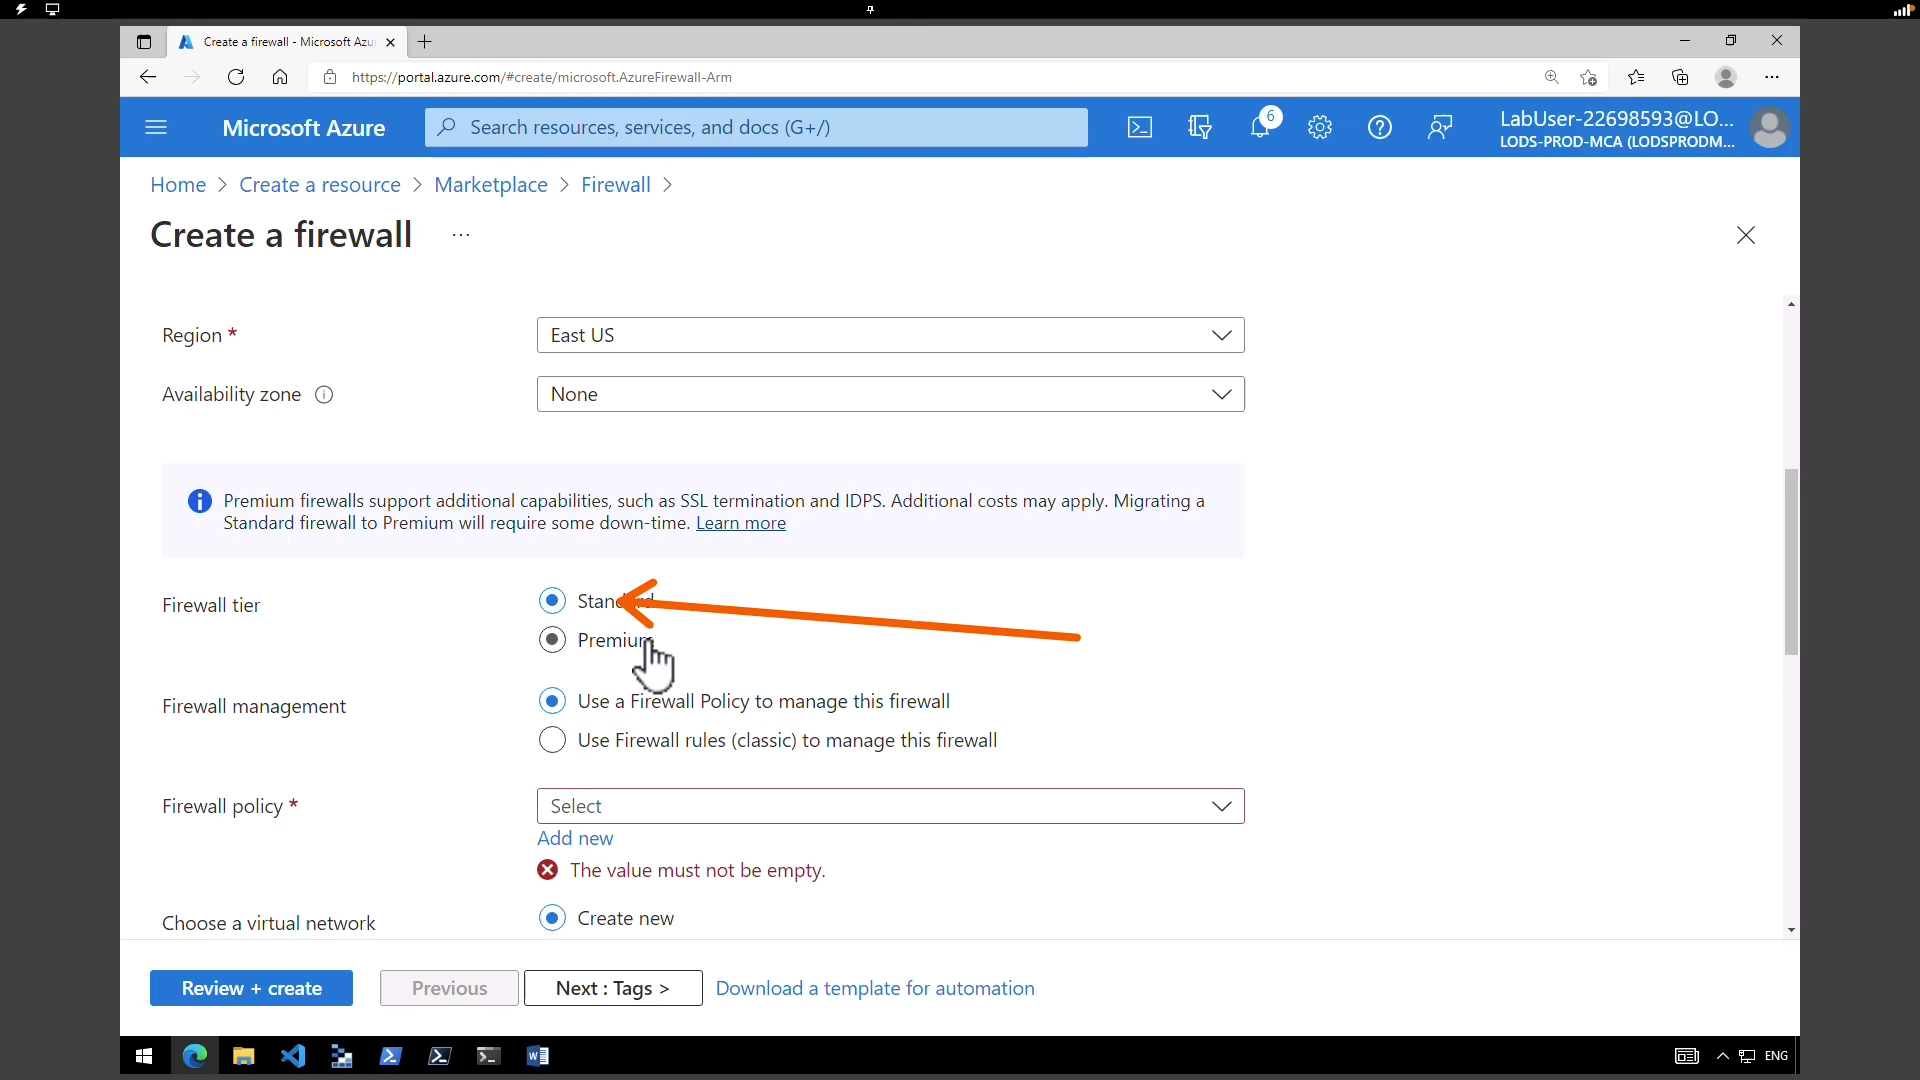 Create a firewall - Microsoft Azu
https://portal.azure.com/#create/microsoft.AzureFirewall-Arm
Microsoft Azure
Search resources, services, and docs (G+/)
6
LabUser-22698593@LO...
LODS-PROD-MCA (LODSPRODM...
Home > Create a resource > Marketplace > Firewall >
Create a firewall ...
Region *
East US
Availability zone
None
Premium firewalls support additional capabilities, such as SSL termination and IDPS. Additional costs may apply. Migrating a
Standard firewall to Premium will require some down-time. Learn more
Firewall tier
Standard
Premium
Firewall management
Use a Firewall Policy to manage this firewall
Use Firewall rules (classic) to manage this firewall
Firewall policy *
Select
Add new
The value must not be empty.
Choose a virtual network
Create new
Review + create
Previous
Next : Tags >
Download a template for automation
ENG